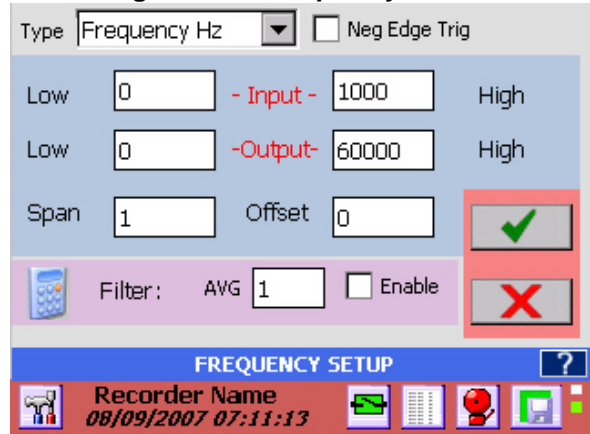 Type Frequency Hz Neg Edge Trig
Low 0 - Input - 1000 High
Low 0 -Output- 60000 High
Span 1 Offset 0
Filter: AVG 1 Enable
FREQUENCY SETUP ?
Recorder Name
08/09/2007 07:11:13